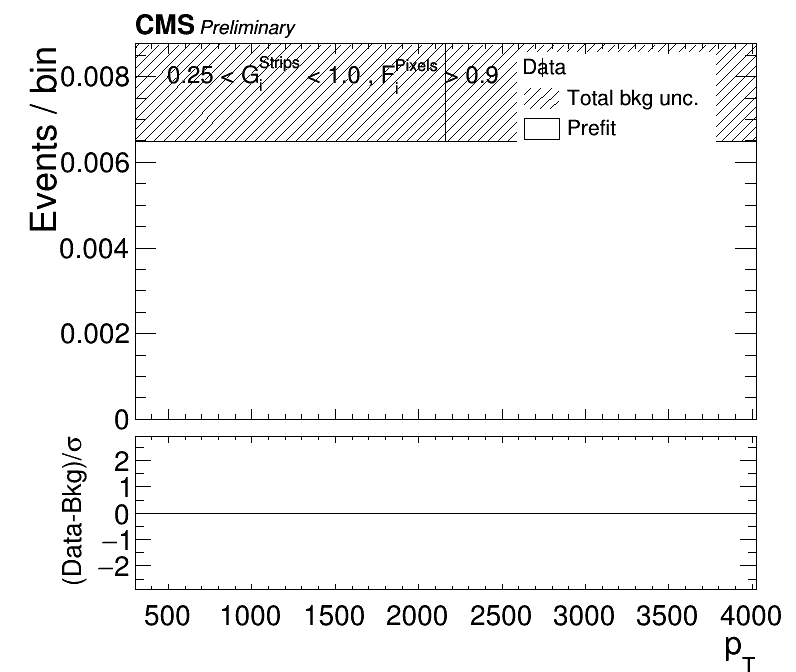 CMS Preliminary
Events / bin
0.25 < G_i^Strips < 1.0 , F_i^Pixels > 0.9
Data
Total bkg unc.
Prefit
0.008
0.006
0.004
0.002
0
(Data-Bkg)/σ
2
1
0
−1
−2
500 1000 1500 2000 2500 3000 3500 4000
p_T